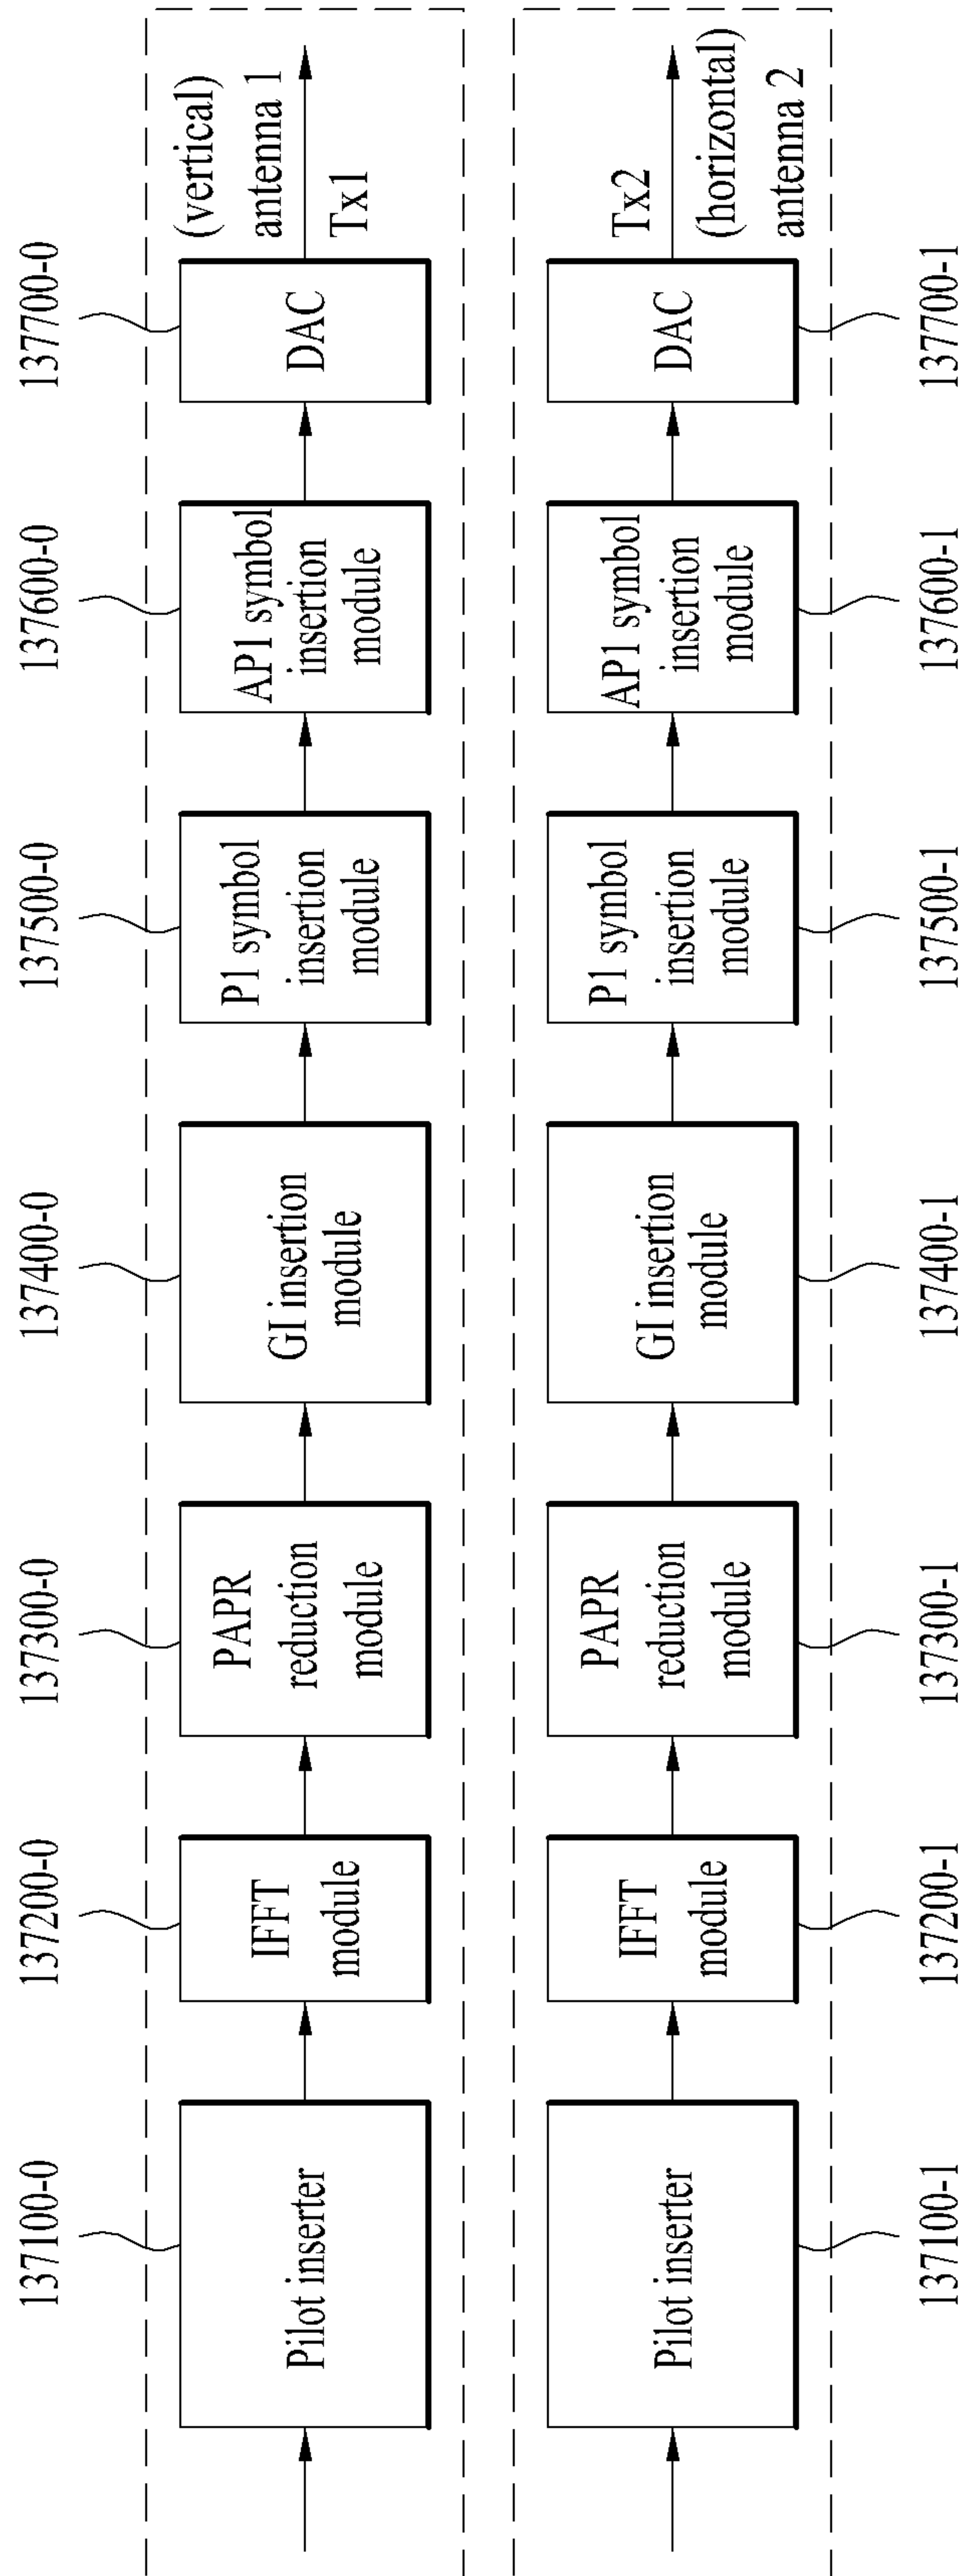 137100-0
137200-0
137300-0
137400-0
137500-0
137600-0
137700-0
Pilot inserter
IFFT
module
PAPR
reduction
module
GI insertion
module
P1 symbol
insertion
module
AP1 symbol
insertion
module
DAC
(vertical)
antenna 1
Tx1
Pilot inserter
IFFT
module
PAPR
reduction
module
GI insertion
module
P1 symbol
insertion
module
AP1 symbol
insertion
module
DAC
Tx2
(horizontal)
antenna 2
137100-1
137200-1
137300-1
137400-1
137500-1
137600-1
137700-1